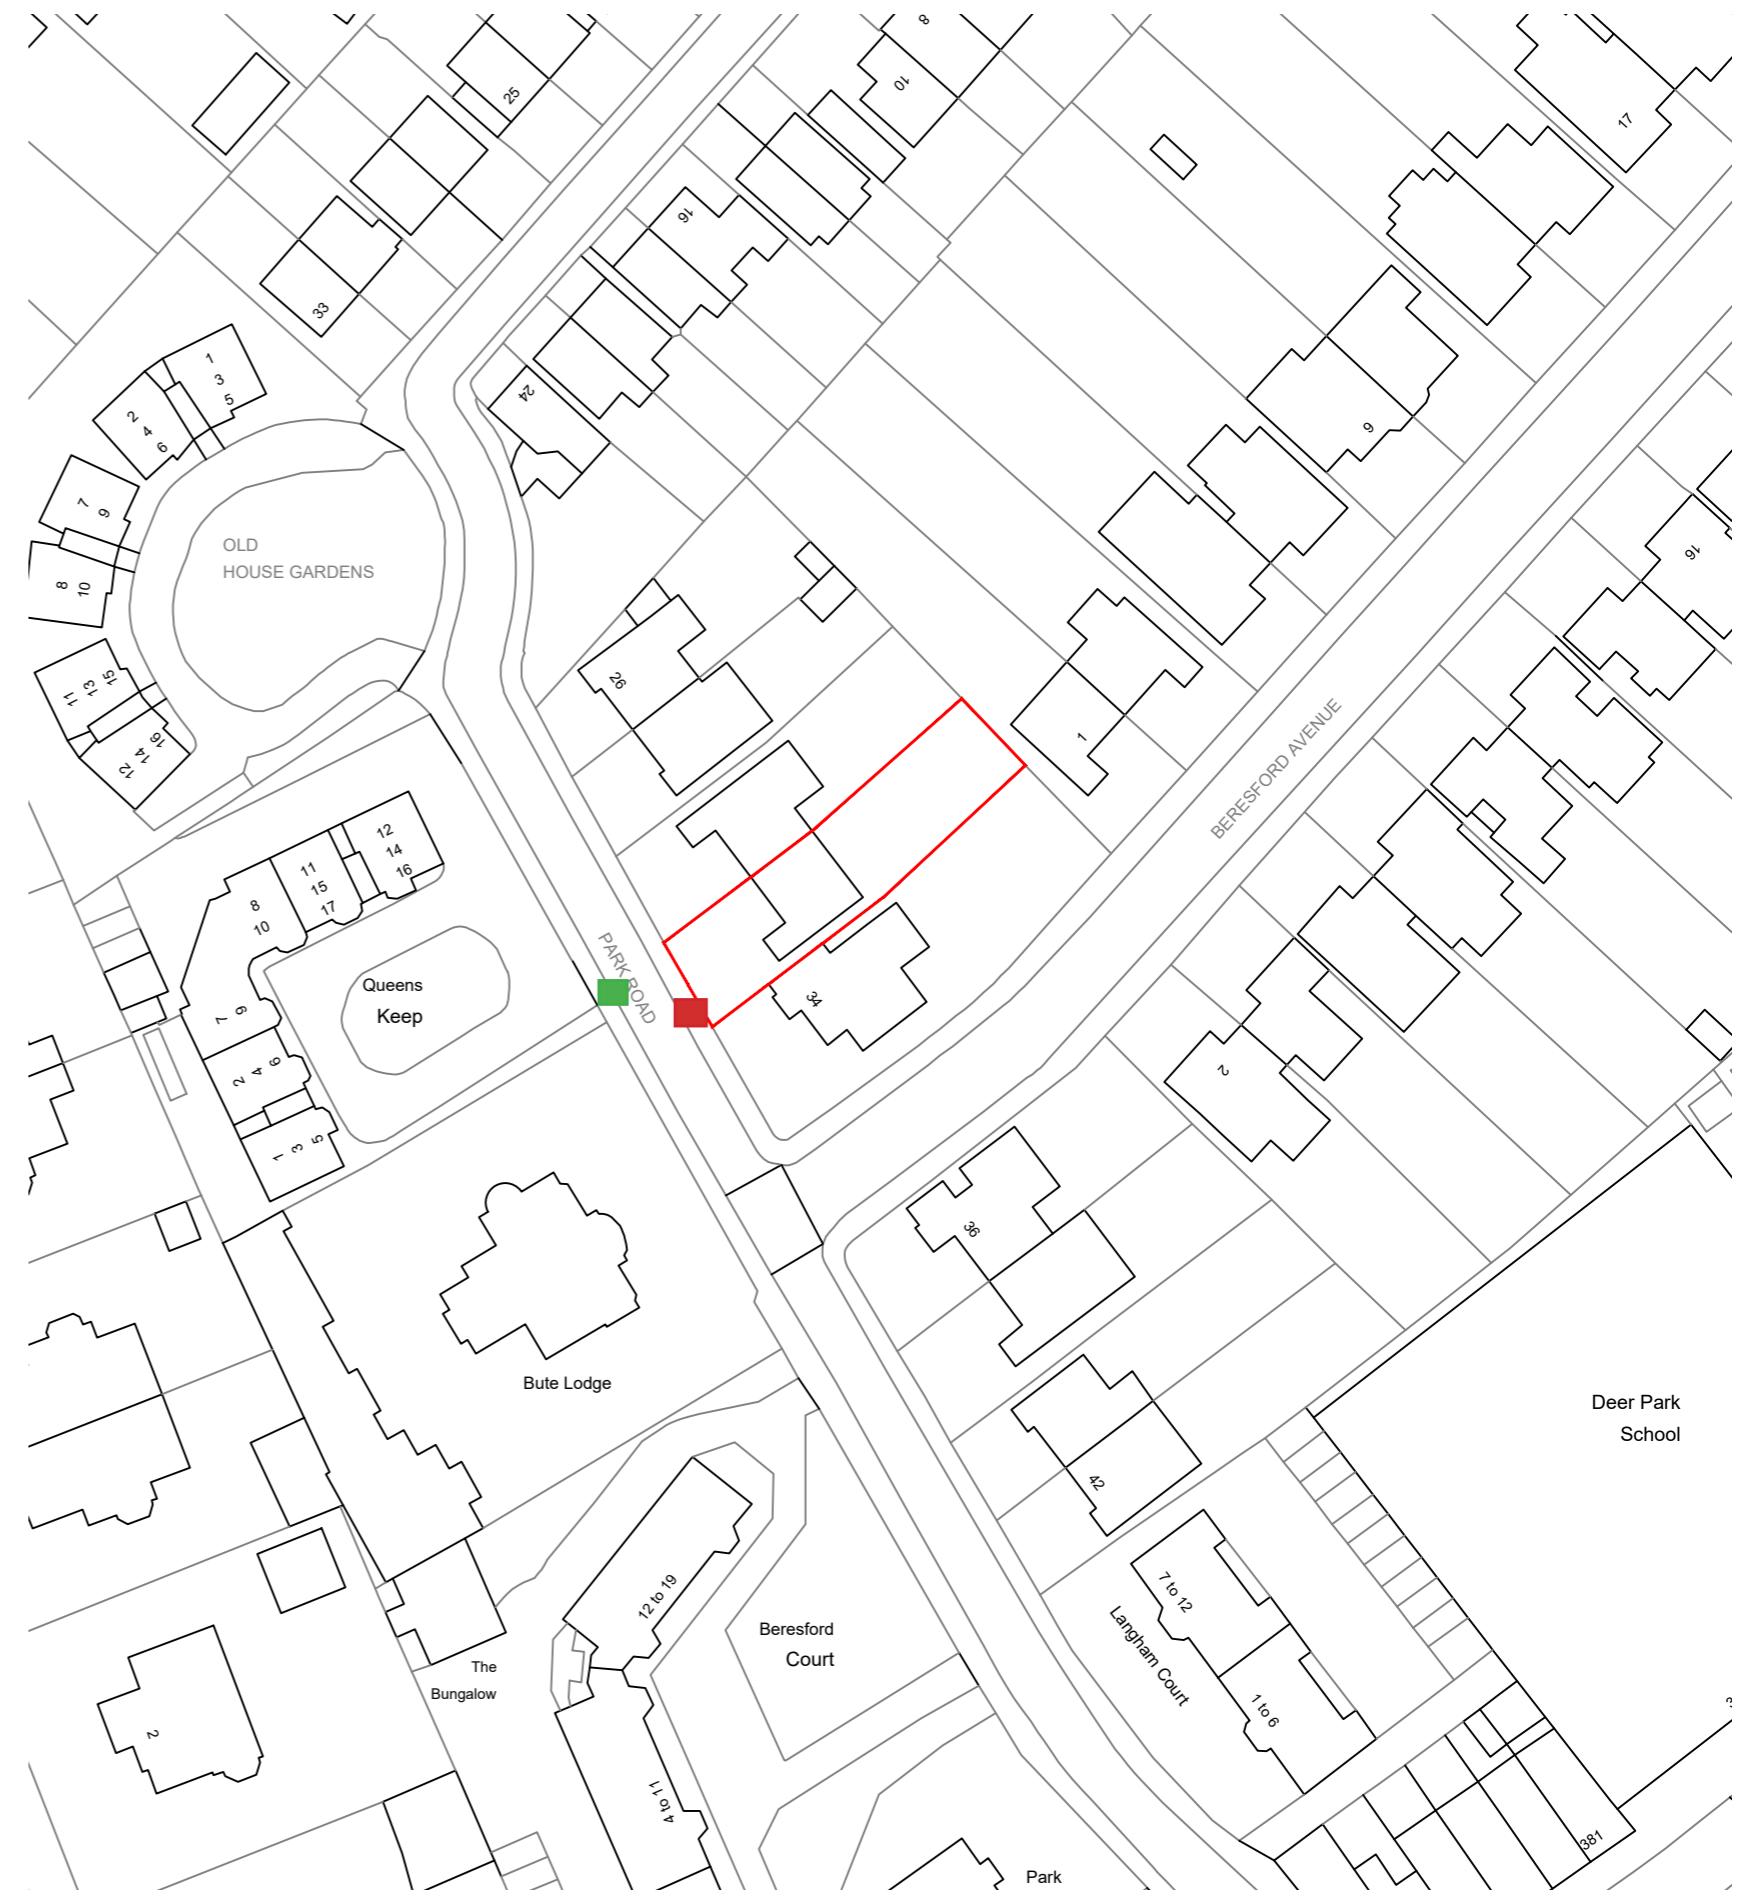 8
10
25
17
16
33
24
1
3
5
2
4
6
9
7
9
16
OLD
HOUSE GARDENS
8
10
26
15
13
11
16
14
12
1
BERESFORD AVENUE
12
14
16
11
15
17
8
10
PARK ROAD
Queens
Keep
34
9
7
6
4
2
2
5
3
1
36
Bute Lodge
Deer Park
School
42
12 to 19
7 to 12
Beresford
Court
Langham Court
The
Bungalow
1 to 6
2
4 to 11
381
Park